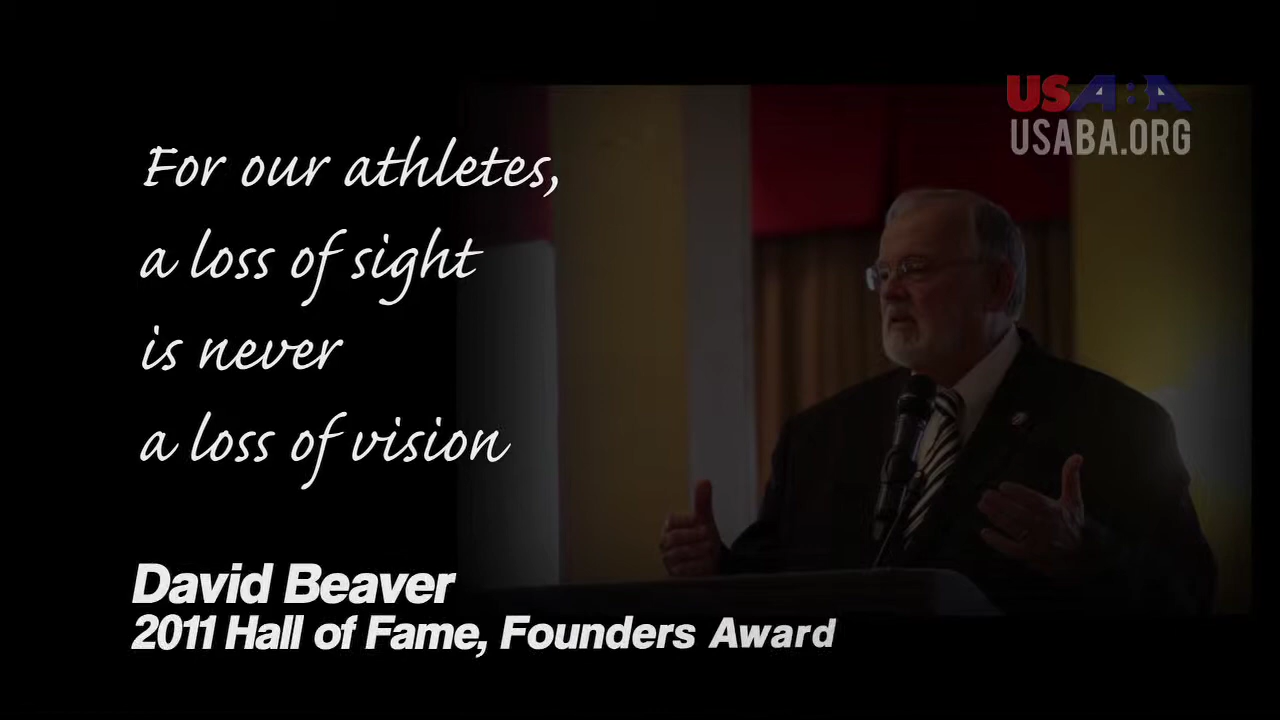 USA:A
USABA.ORG
For our athletes,
a loss of sight
is never
a loss of vision
David Beaver
2011 Hall of Fame, Founders Award